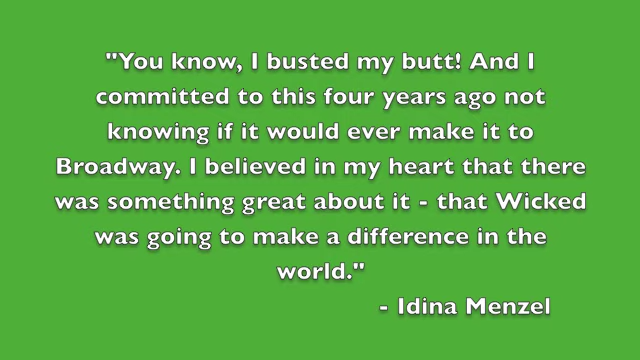 "You know, I busted my butt! And I
committed to this four years ago not
knowing if it would ever make it to
Broadway. I believed in my heart that there
was something great about it - that Wicked
was going to make a difference in the
world."
- Idina Menzel